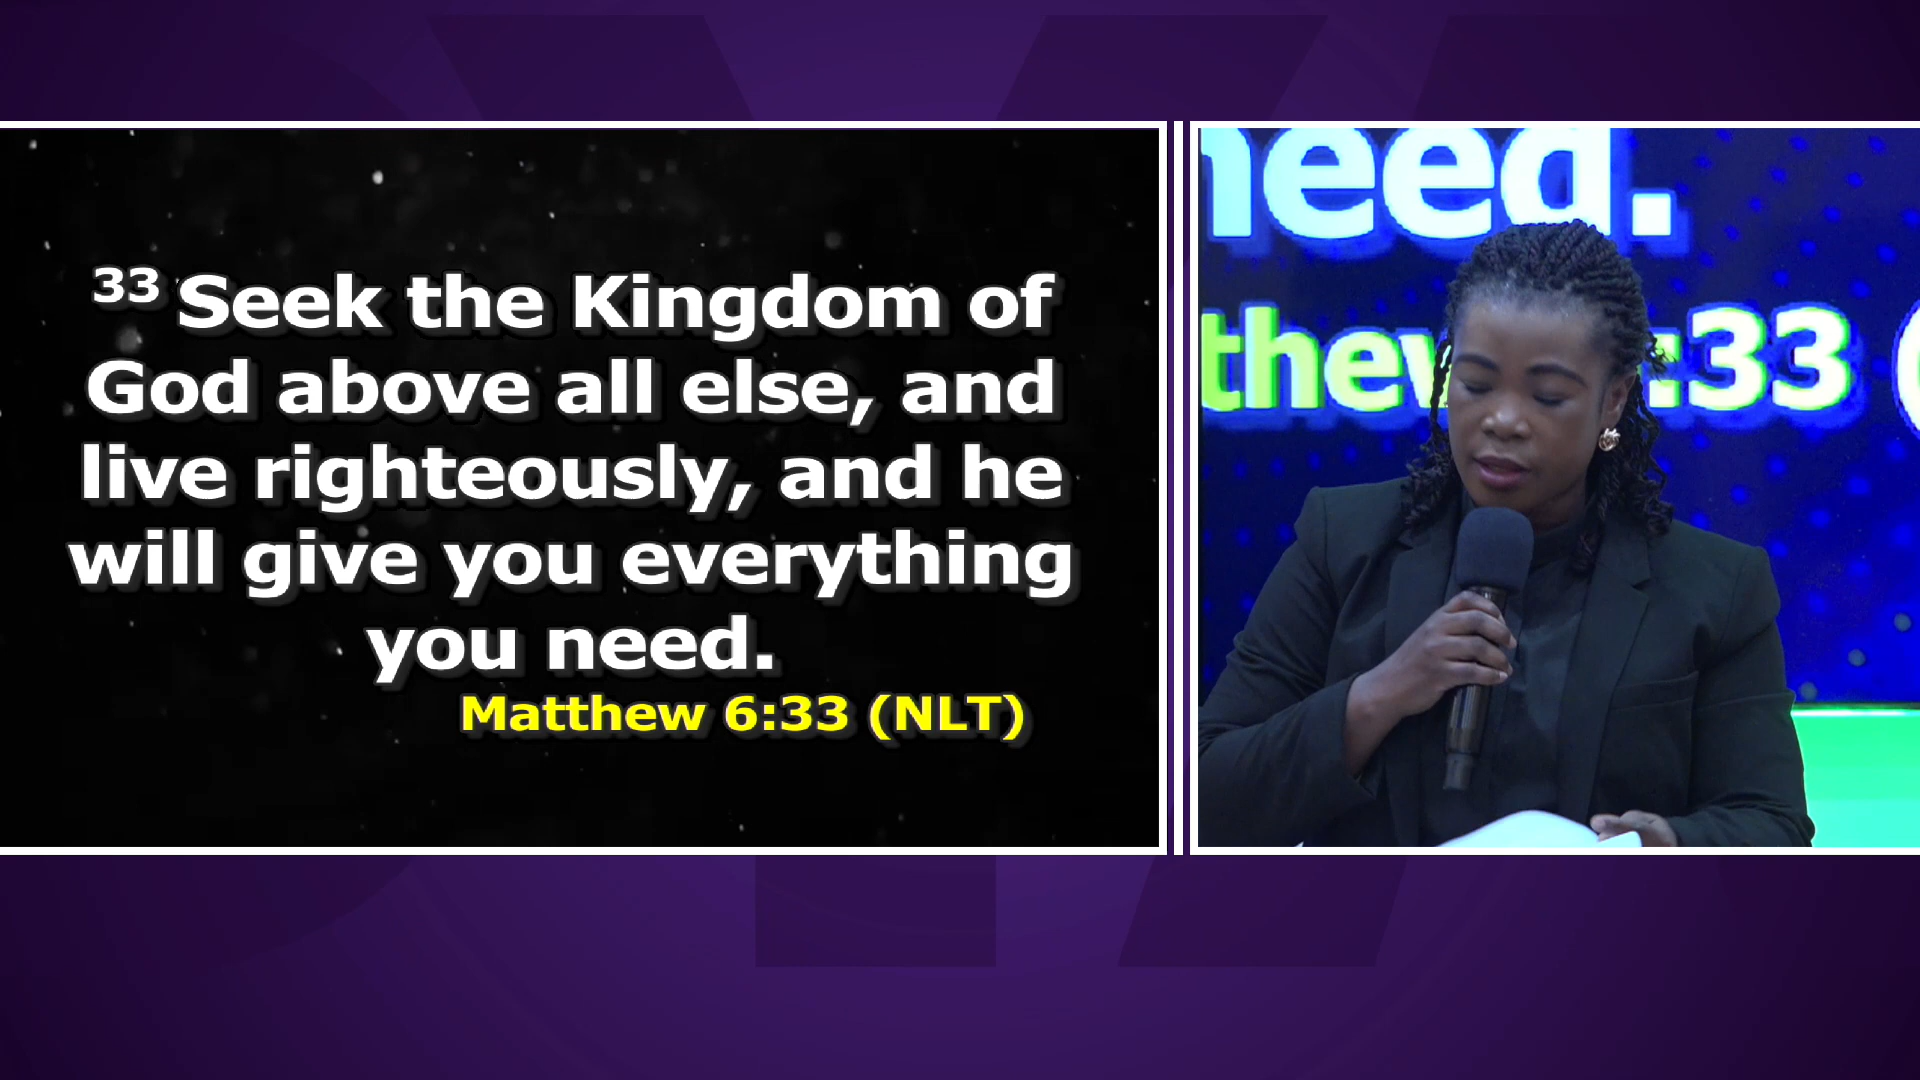 33 Seek the Kingdom of
God above all else, and
live righteously, and he
will give you everything
you need.
Matthew 6:33 (NLT)
need.
thew :33 (